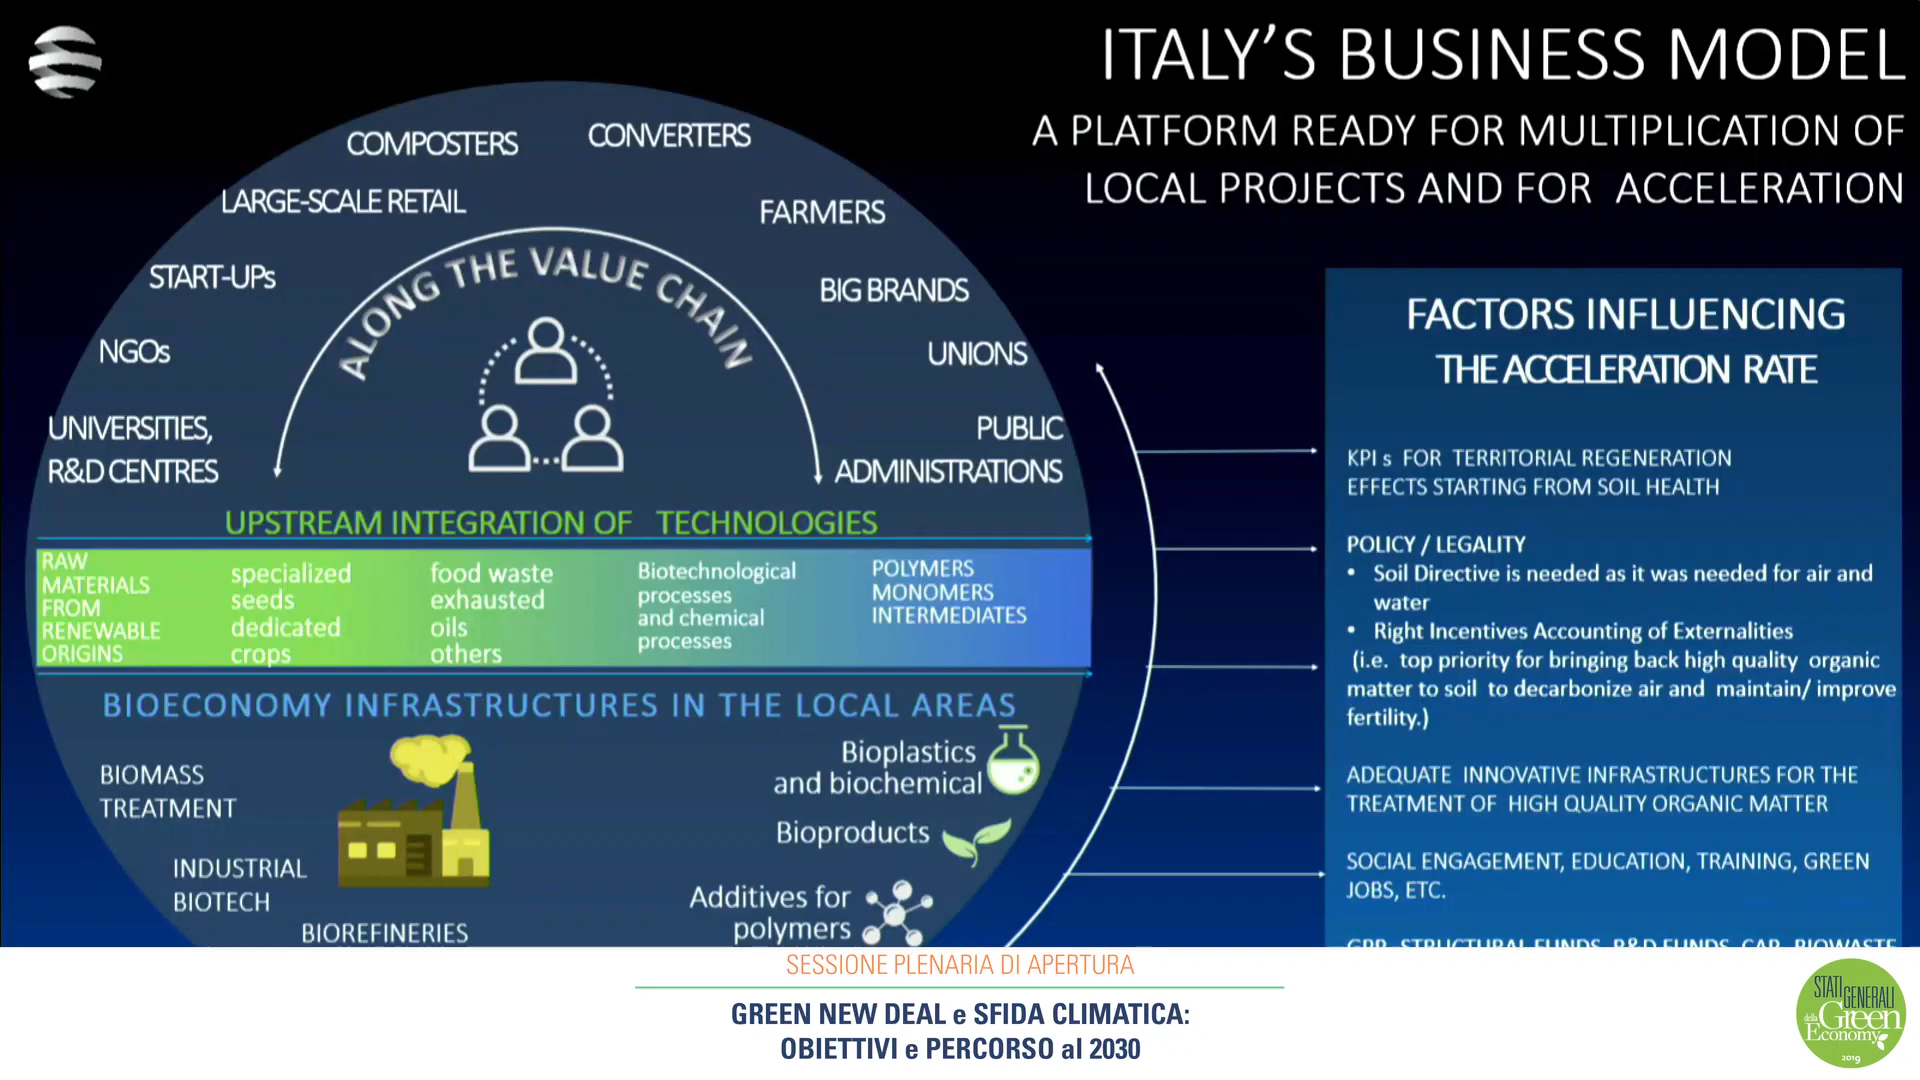 ITALY’S BUSINESS MODEL
A PLATFORM READY FOR MULTIPLICATION OF
LOCAL PROJECTS AND FOR ACCELERATION
COMPOSTERS
CONVERTERS
LARGE-SCALE RETAIL
FARMERS
START-UPs
BIG BRANDS
NGOs
UNIONS
UNIVERSITIES,
R&D CENTRES
PUBLIC
ADMINISTRATIONS
ALONG THE VALUE CHAIN
UPSTREAM INTEGRATION OF TECHNOLOGIES
RAW
MATERIALS
FROM
RENEWABLE
ORIGINS
specialized
seeds
dedicated
crops
food waste
exhausted
oils
others
Biotechnological
processes
and chemical
processes
POLYMERS
MONOMERS
INTERMEDIATES
BIOECONOMY INFRASTRUCTURES IN THE LOCAL AREAS
BIOMASS
TREATMENT
INDUSTRIAL
BIOTECH
BIOREFINERIES
Bioplastics
and biochemical
Bioproducts
Additives for
polymers
FACTORS INFLUENCING
THE ACCELERATION RATE
KPI s FOR TERRITORIAL REGENERATION
EFFECTS STARTING FROM SOIL HEALTH
POLICY / LEGALITY
• Soil Directive is needed as it was needed for air and
water
• Right Incentives Accounting of Externalities
(i.e. top priority for bringing back high quality organic
matter to soil to decarbonize air and maintain/ improve
fertility.)
ADEQUATE INNOVATIVE INFRASTRUCTURES FOR THE
TREATMENT OF HIGH QUALITY ORGANIC MATTER
SOCIAL ENGAGEMENT, EDUCATION, TRAINING, GREEN
JOBS, ETC.
GPP, STRUCTURAL FUNDS, R&D FUNDS, CAP, BIOWASTE
SESSIONE PLENARIA DI APERTURA
GREEN NEW DEAL e SFIDA CLIMATICA:
OBIETTIVI e PERCORSO al 2030
STATI
GENERALI
della Green
Economy
2019